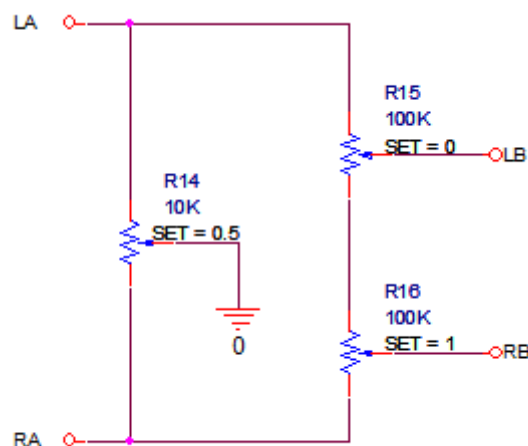 LA
R15
100K
SET = 0
LB
R14
10K
SET = 0.5
0
R16
100K
SET = 1
RB
RA